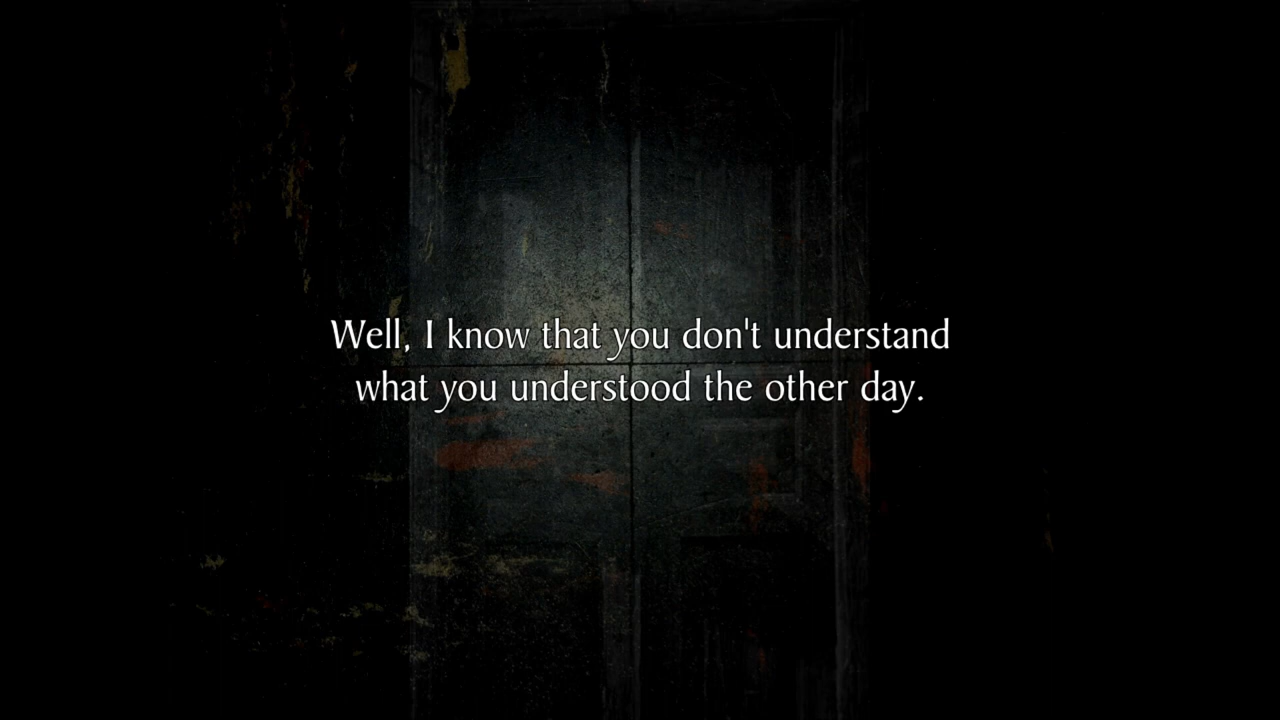 Well, I know that you don't understand
what you understood the other day.